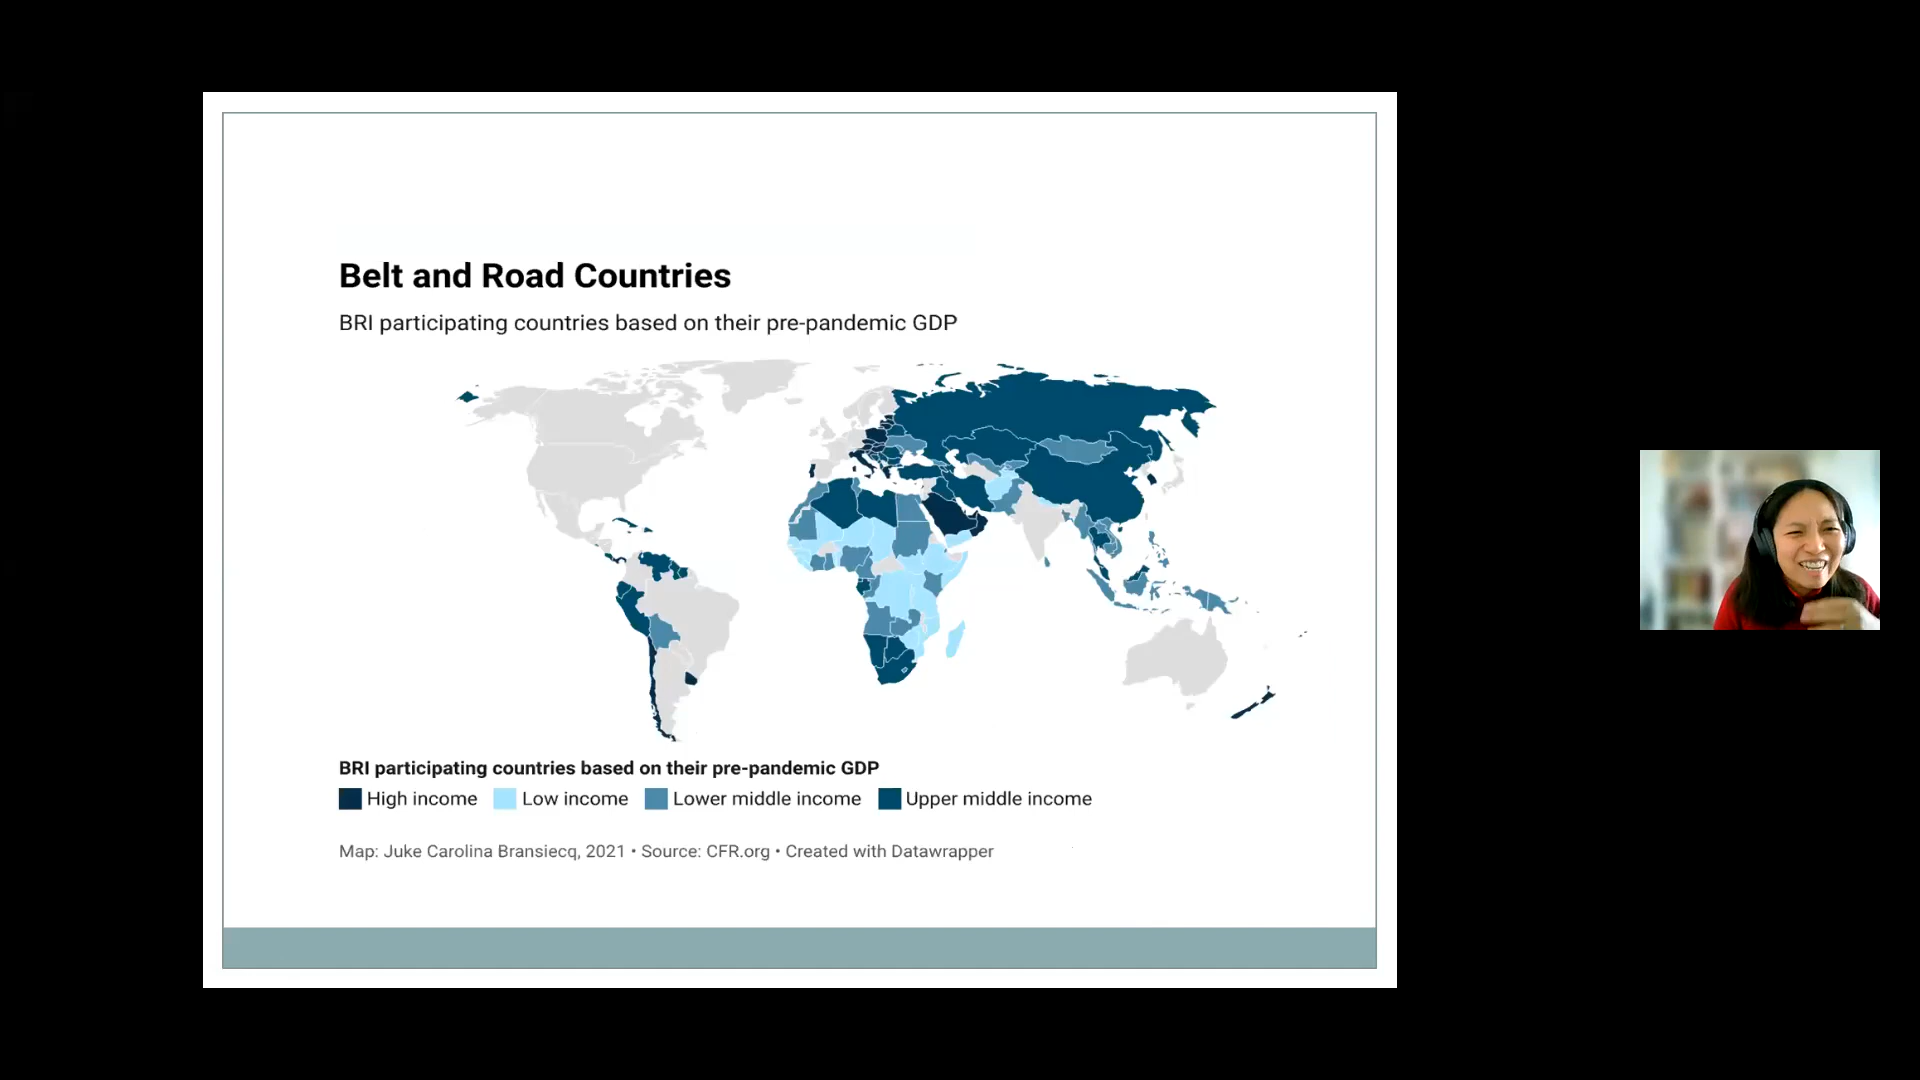 Belt and Road Countries
BRI participating countries based on their pre-pandemic GDP
BRI participating countries based on their pre-pandemic GDP
High income Low income Lower middle income Upper middle income
Map: Juke Carolina Bransiecq, 2021 • Source: CFR.org • Created with Datawrapper